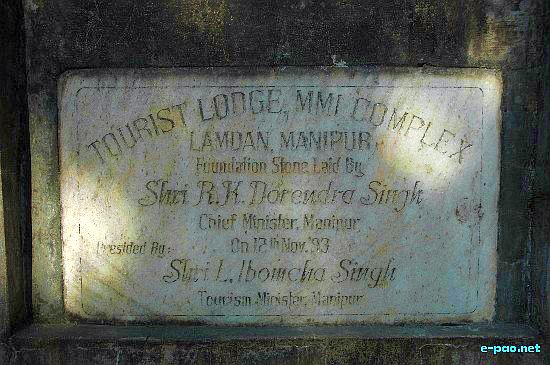 TOURIST LODGE, MMI COMPLEX
LAMDAN, MANIPUR
Foundation Stone Laid By
Shri R.K. Dorendra Singh
Chief Minister, Manipur
On 12th Nov.'93
Presided By:
Shri L. Iboincha Singh
Tourism Minister, Manipur
e-pao.net